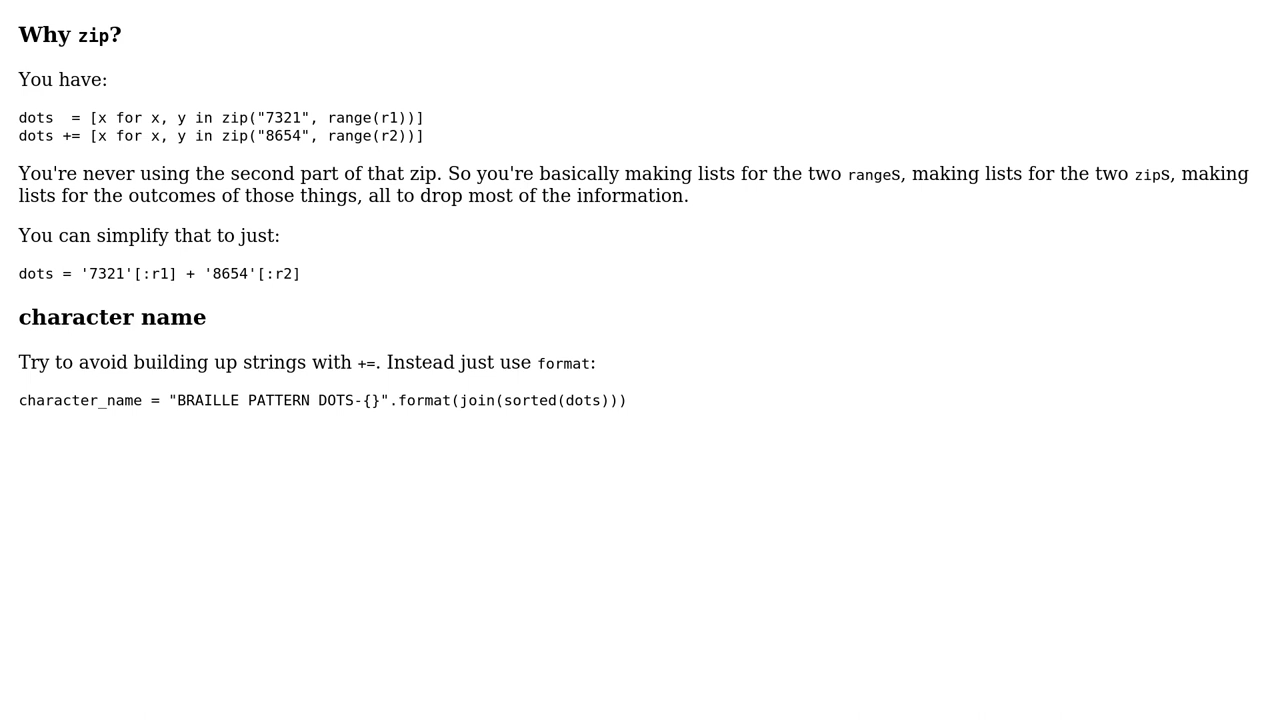 Why zip?
You have:
dots  = [x for x, y in zip("7321", range(r1))]
dots += [x for x, y in zip("8654", range(r2))]
You're never using the second part of that zip. So you're basically making lists for the two ranges, making lists for the two zips, making
lists for the outcomes of those things, all to drop most of the information.
You can simplify that to just:
dots = '7321'[:r1] + '8654'[:r2]
character name
Try to avoid building up strings with +=. Instead just use format:
character_name = "BRAILLE PATTERN DOTS-{}".format(join(sorted(dots)))